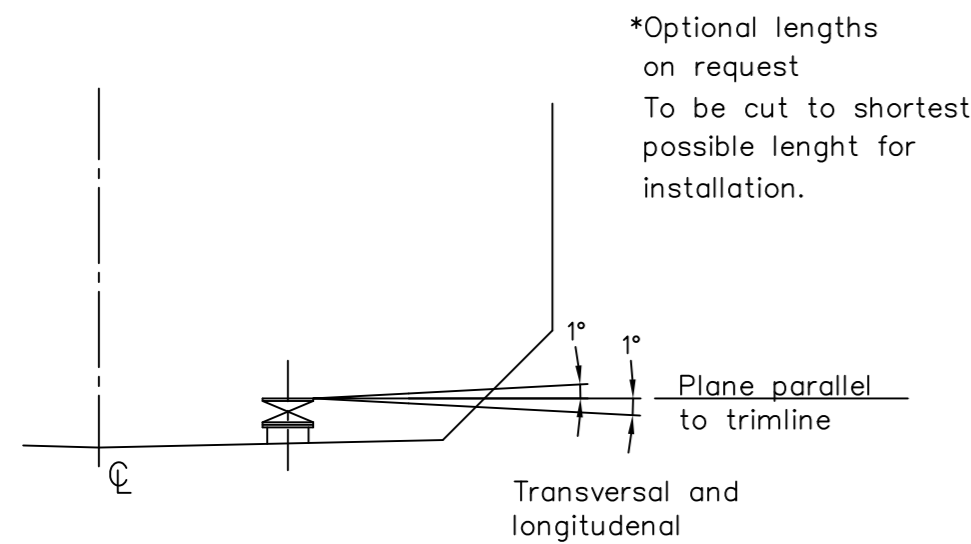 *Optional lengths
on request
To be cut to shortest
possible lenght for
installation.
1°
1°
Plane parallel
to trimline
℄
Transversal and
longitudenal